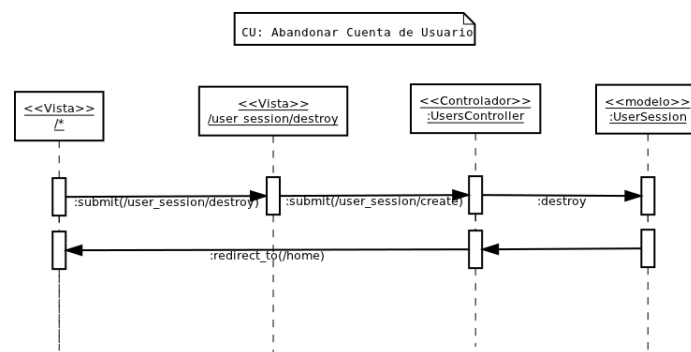 CU: Abandonar Cuenta de Usuario
<<Vista>>
/*
<<Vista>>
/user_session/destroy
<<Controlador>>
:UsersController
<<modelo>>
:UserSession
:submit(/user_session/destroy)
:submit(/user_session/create)
:destroy
:redirect_to(/home)